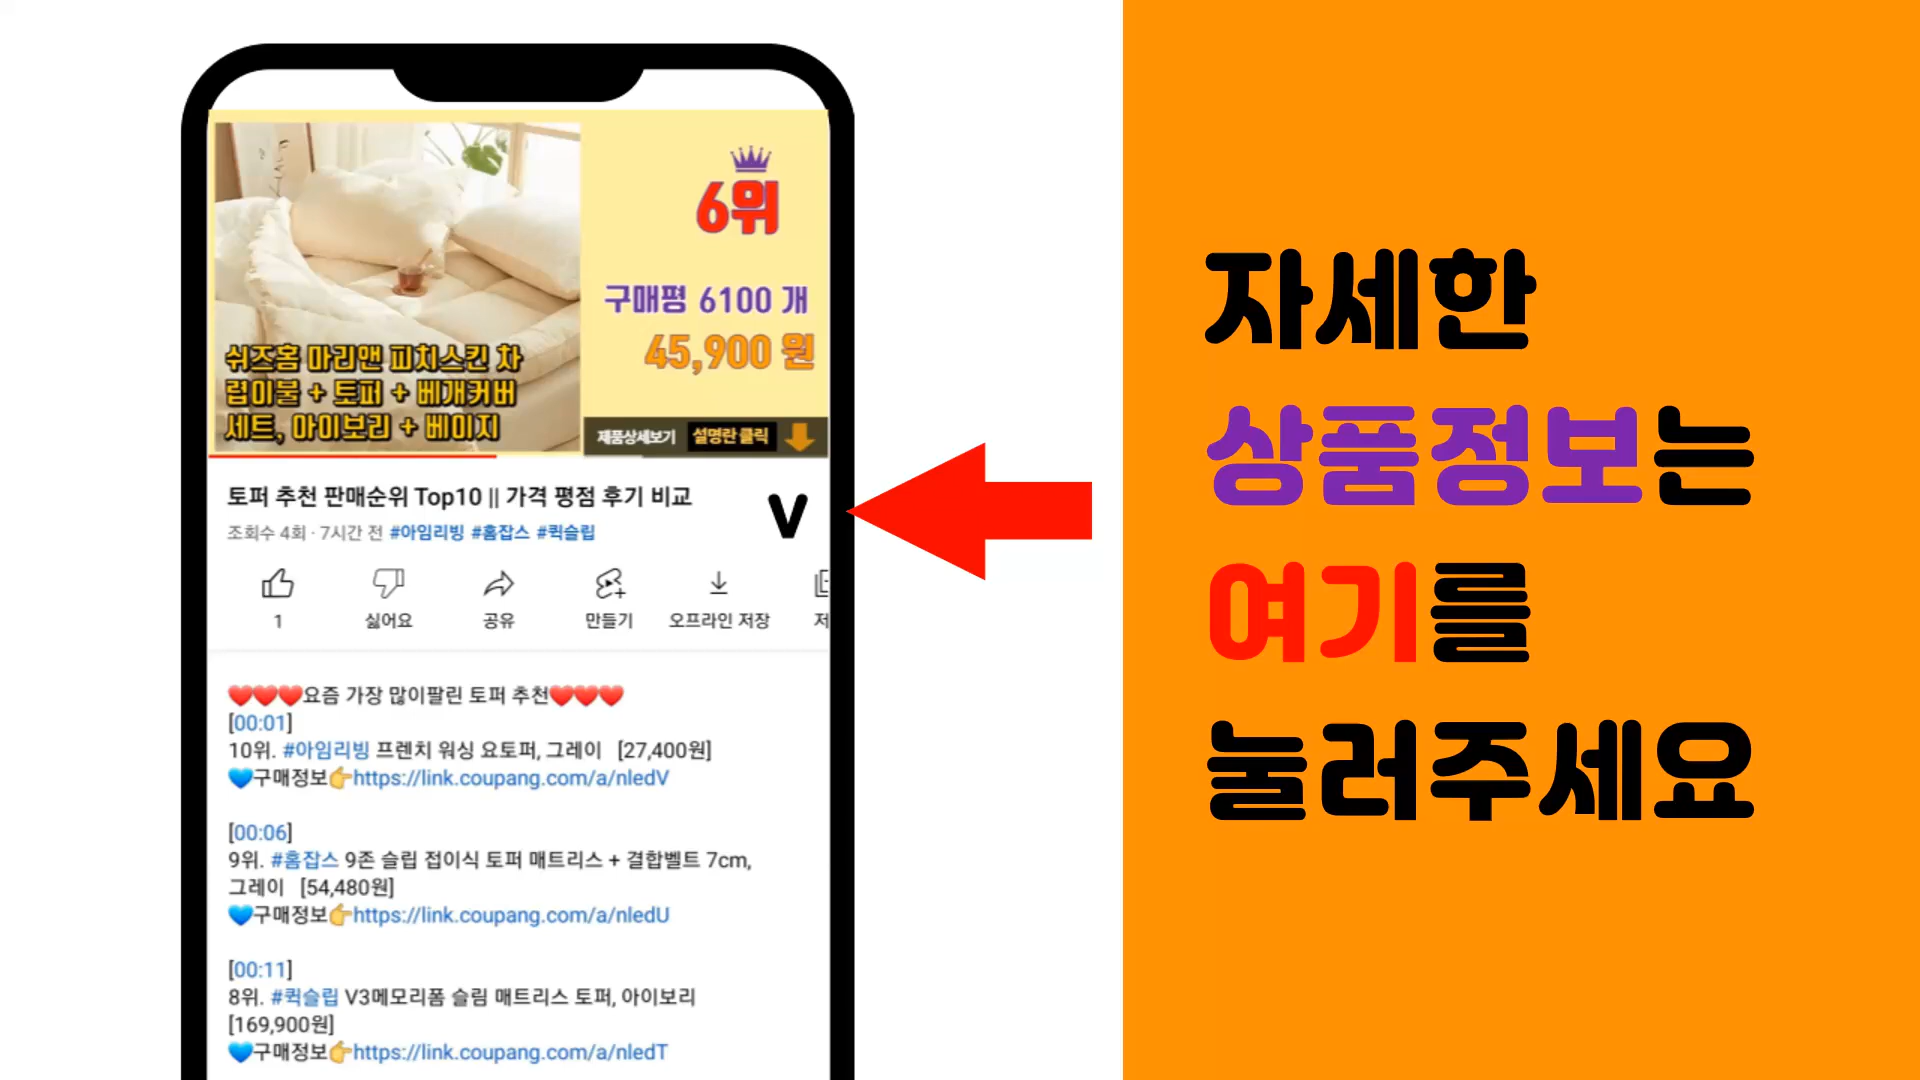 6위
구매평 6100 개
45,900 원
쉬즈홈 마리앤 피치스킨 차
렵이불 + 토퍼 + 베개커버
세트, 아이보리 + 베이지
제품상세보기 설명란 클릭
토퍼 추천 판매순위 Top10 || 가격 평점 후기 비교
V
조회수 4회 · 7시간 전 #아임리빙 #홈잡스 #퀵슬립
1 싫어요 공유 만들기 오프라인 저장 저
❤️❤️❤️요즘 가장 많이팔린 토퍼 추천❤️❤️❤️
[00:01]
10위. #아임리빙 프렌치 워싱 요토퍼, 그레이 [27,400원]
💙구매정보👉https://link.coupang.com/a/nledV
[00:06]
9위. #홈잡스 9존 슬립 접이식 토퍼 매트리스 + 결합벨트 7cm,
그레이 [54,480원]
💙구매정보👉https://link.coupang.com/a/nledU
[00:11]
8위. #퀵슬립 V3메모리폼 슬림 매트리스 토퍼, 아이보리
[169,900원]
💙구매정보👉https://link.coupang.com/a/nledT
자세한
상품정보는
여기를
눌러주세요